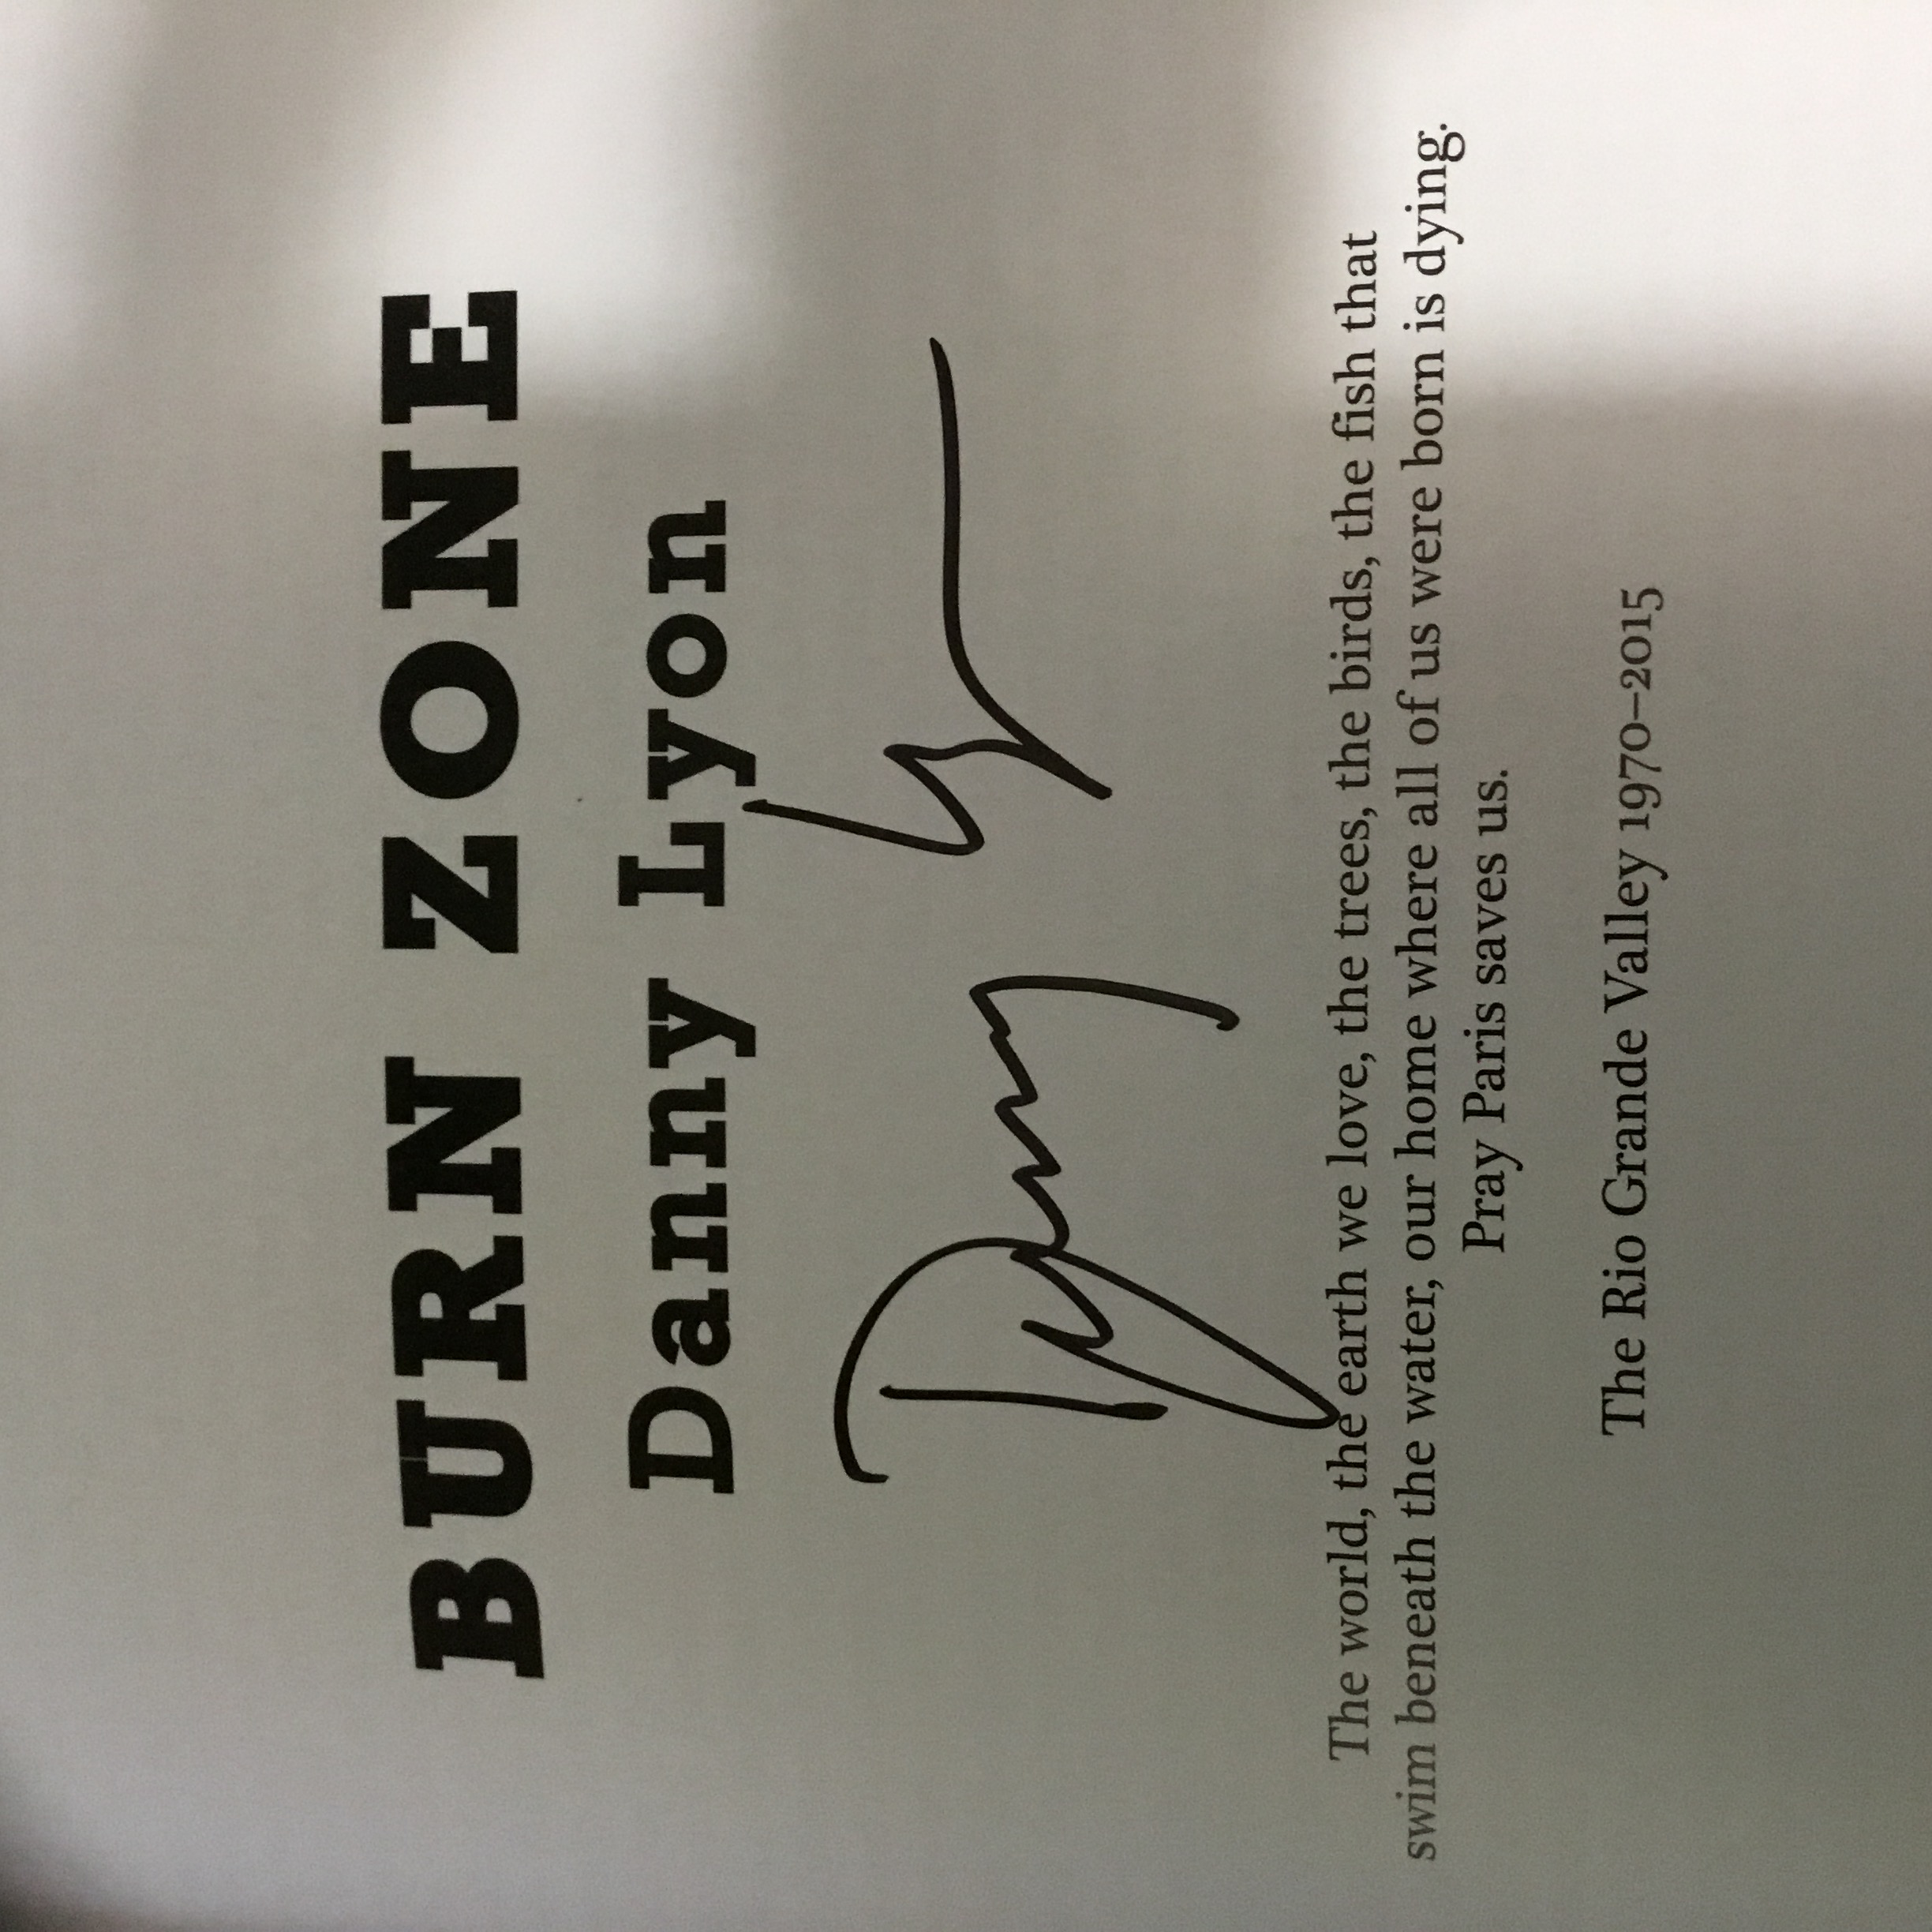 BURN ZONE
Danny Lyon
Danny Lyon
The world, the earth we love, the trees, the birds, the fish that
swim beneath the water, our home where all of us were born is dying.
Pray Paris saves us.
The Rio Grande Valley 1970–2015